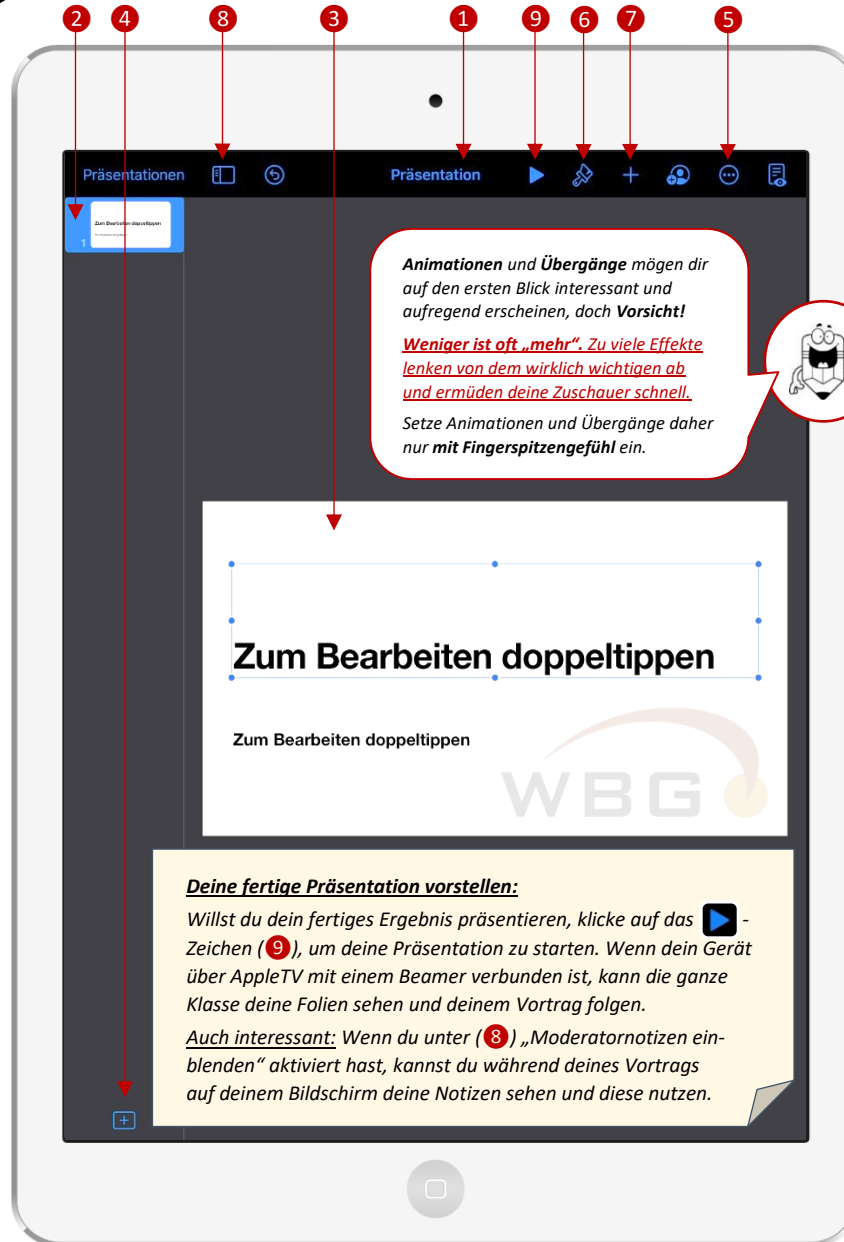 2 4 8 3 1 9 6 7 5
Präsentationen Präsentation
Zum Bearbeiten doppeltippen
1
Animationen und Übergänge mögen dir
auf den ersten Blick interessant und
aufregend erscheinen, doch Vorsicht!
Weniger ist oft „mehr“. Zu viele Effekte
lenken von dem wirklich wichtigen ab
und ermüden deine Zuschauer schnell.
Setze Animationen und Übergänge daher
nur mit Fingerspitzengefühl ein.
Zum Bearbeiten doppeltippen
Zum Bearbeiten doppeltippen
WBG
Deine fertige Präsentation vorstellen:
Willst du dein fertiges Ergebnis präsentieren, klicke auf das -
Zeichen (9), um deine Präsentation zu starten. Wenn dein Gerät
über AppleTV mit einem Beamer verbunden ist, kann die ganze
Klasse deine Folien sehen und deinem Vortrag folgen.
Auch interessant: Wenn du unter (8) „Moderatornotizen ein-
blenden“ aktiviert hast, kannst du während deines Vortrags
auf deinem Bildschirm deine Notizen sehen und diese nutzen.